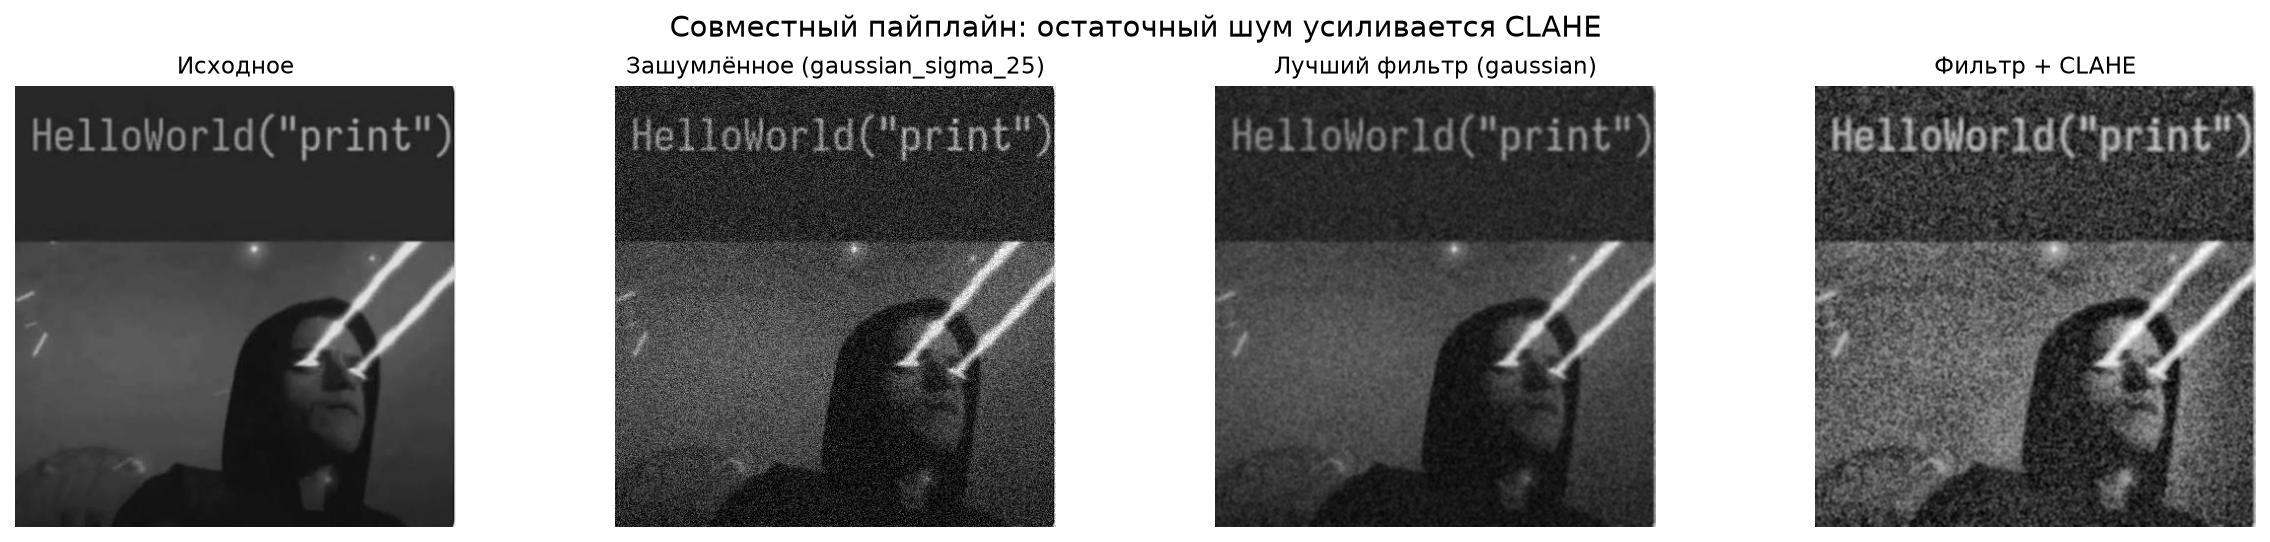 Совместный пайплайн: остаточный шум усиливается CLAHE
Исходное
Зашумлённое (gaussian_sigma_25)
Лучший фильтр (gaussian)
Фильтр + CLAHE
HelloWorld("print")
HelloWorld("print")
HelloWorld("print")
HelloWorld("print")